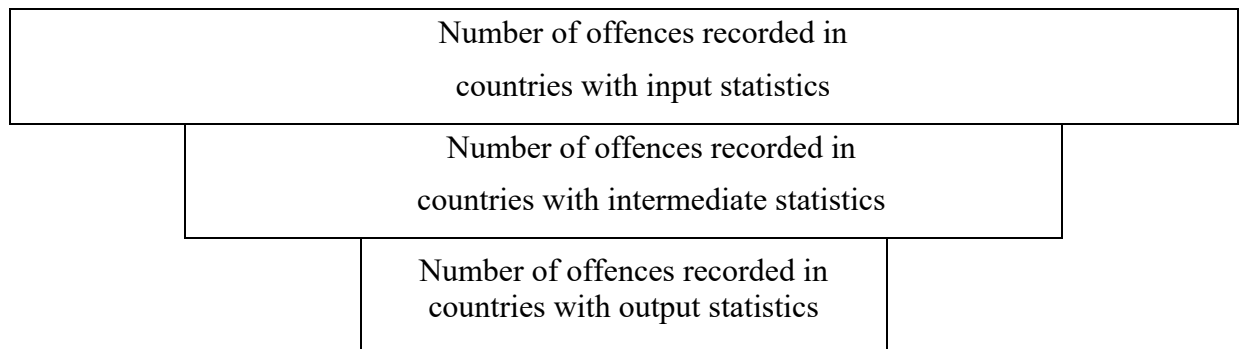 Number of offences recorded in
countries with input statistics
Number of offences recorded in
countries with intermediate statistics
Number of offences recorded in
countries with output statistics